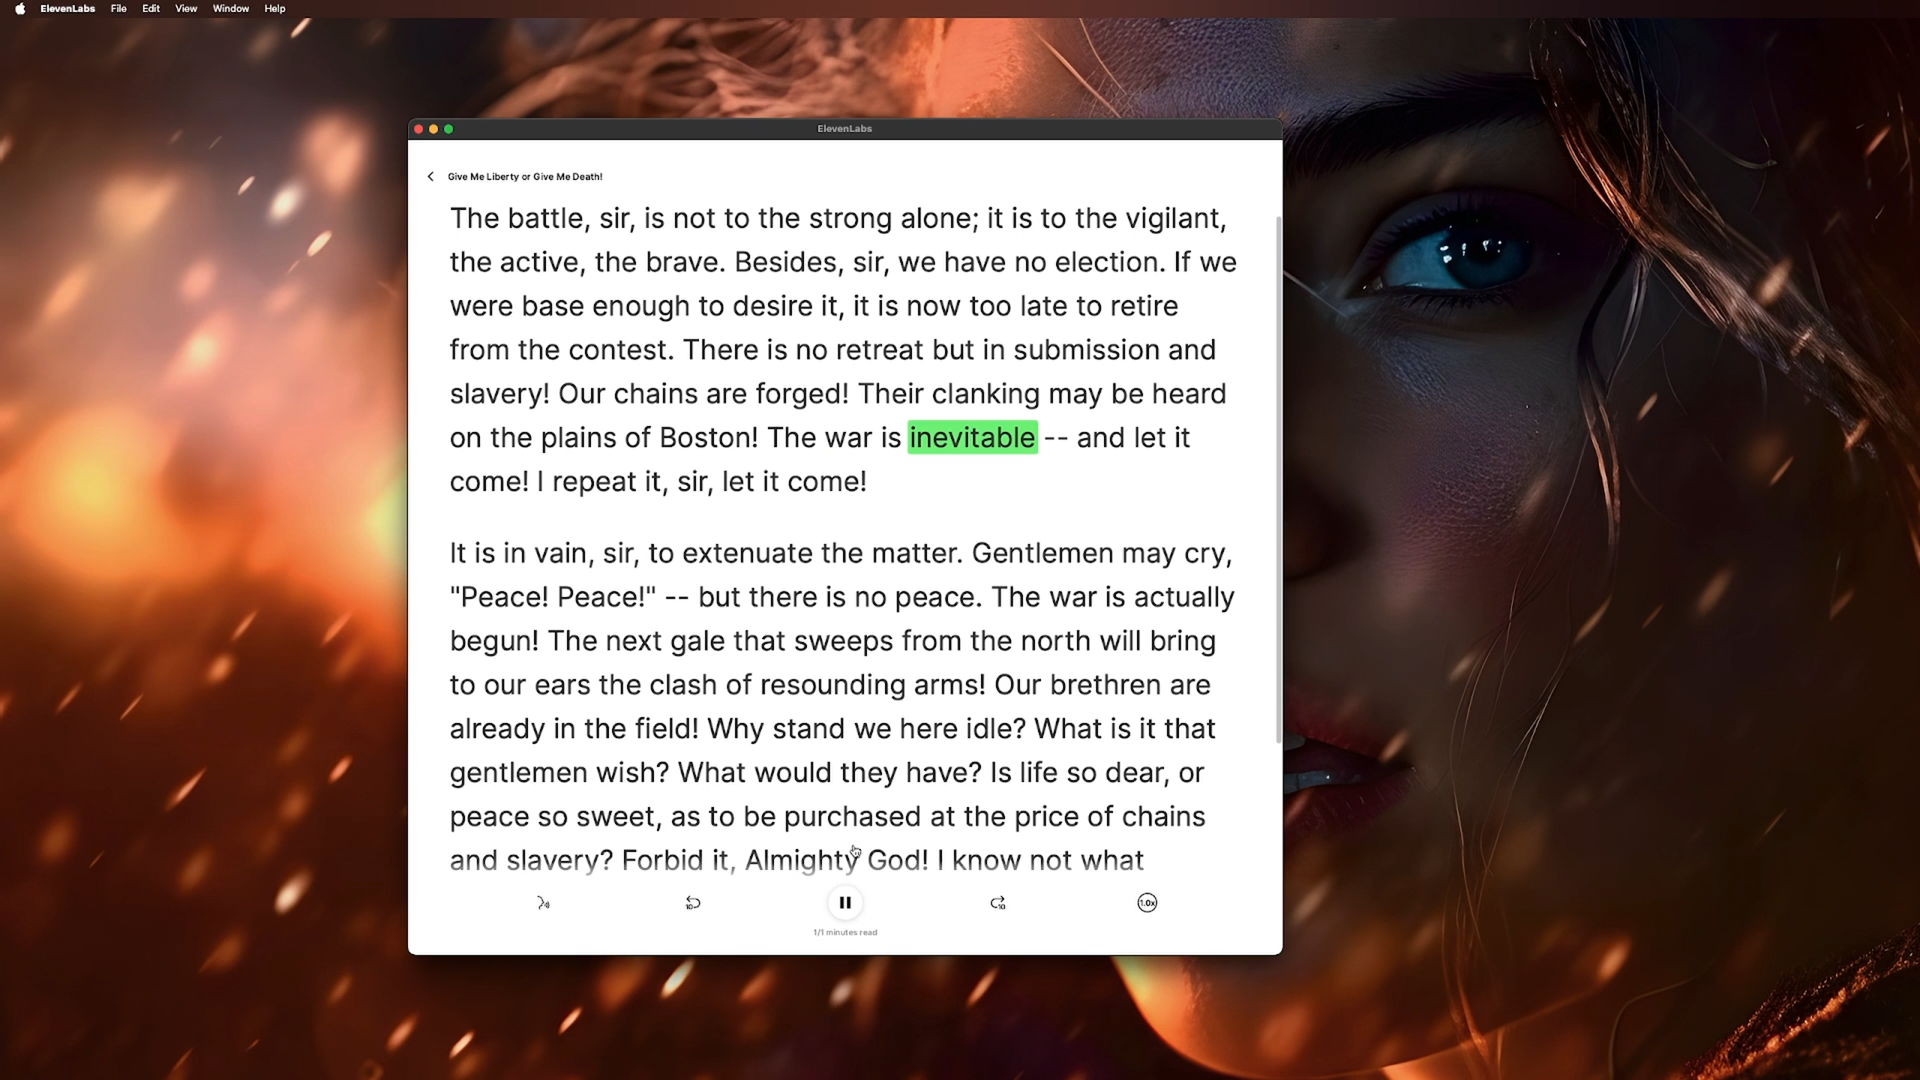 ElevenLabs File Edit View Window Help
ElevenLabs
Give Me Liberty or Give Me Death!
The battle, sir, is not to the strong alone; it is to the vigilant,
the active, the brave. Besides, sir, we have no election. If we
were base enough to desire it, it is now too late to retire
from the contest. There is no retreat but in submission and
slavery! Our chains are forged! Their clanking may be heard
on the plains of Boston! The war is inevitable -- and let it
come! I repeat it, sir, let it come!
It is in vain, sir, to extenuate the matter. Gentlemen may cry,
"Peace! Peace!" -- but there is no peace. The war is actually
begun! The next gale that sweeps from the north will bring
to our ears the clash of resounding arms! Our brethren are
already in the field! Why stand we here idle? What is it that
gentlemen wish? What would they have? Is life so dear, or
peace so sweet, as to be purchased at the price of chains
and slavery? Forbid it, Almighty God! I know not what
10 10 1.0x
1/1 minutes read